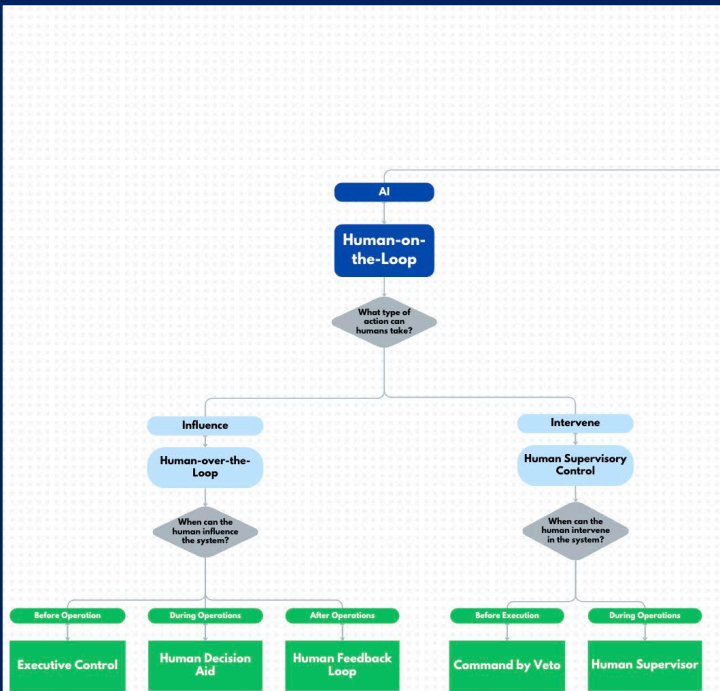 AI
Human-on-
the-Loop
What type of
action can
humans take?
Influence
Intervene
Human-over-the-
Loop
Human Supervisory
Control
When can the
human influence
the system?
When can the
human intervene
in the system?
Before Operation
During Operations
After Operations
Before Execution
During Operations
Executive Control
Human Decision
Aid
Human Feedback
Loop
Command by Veto
Human Supervisor